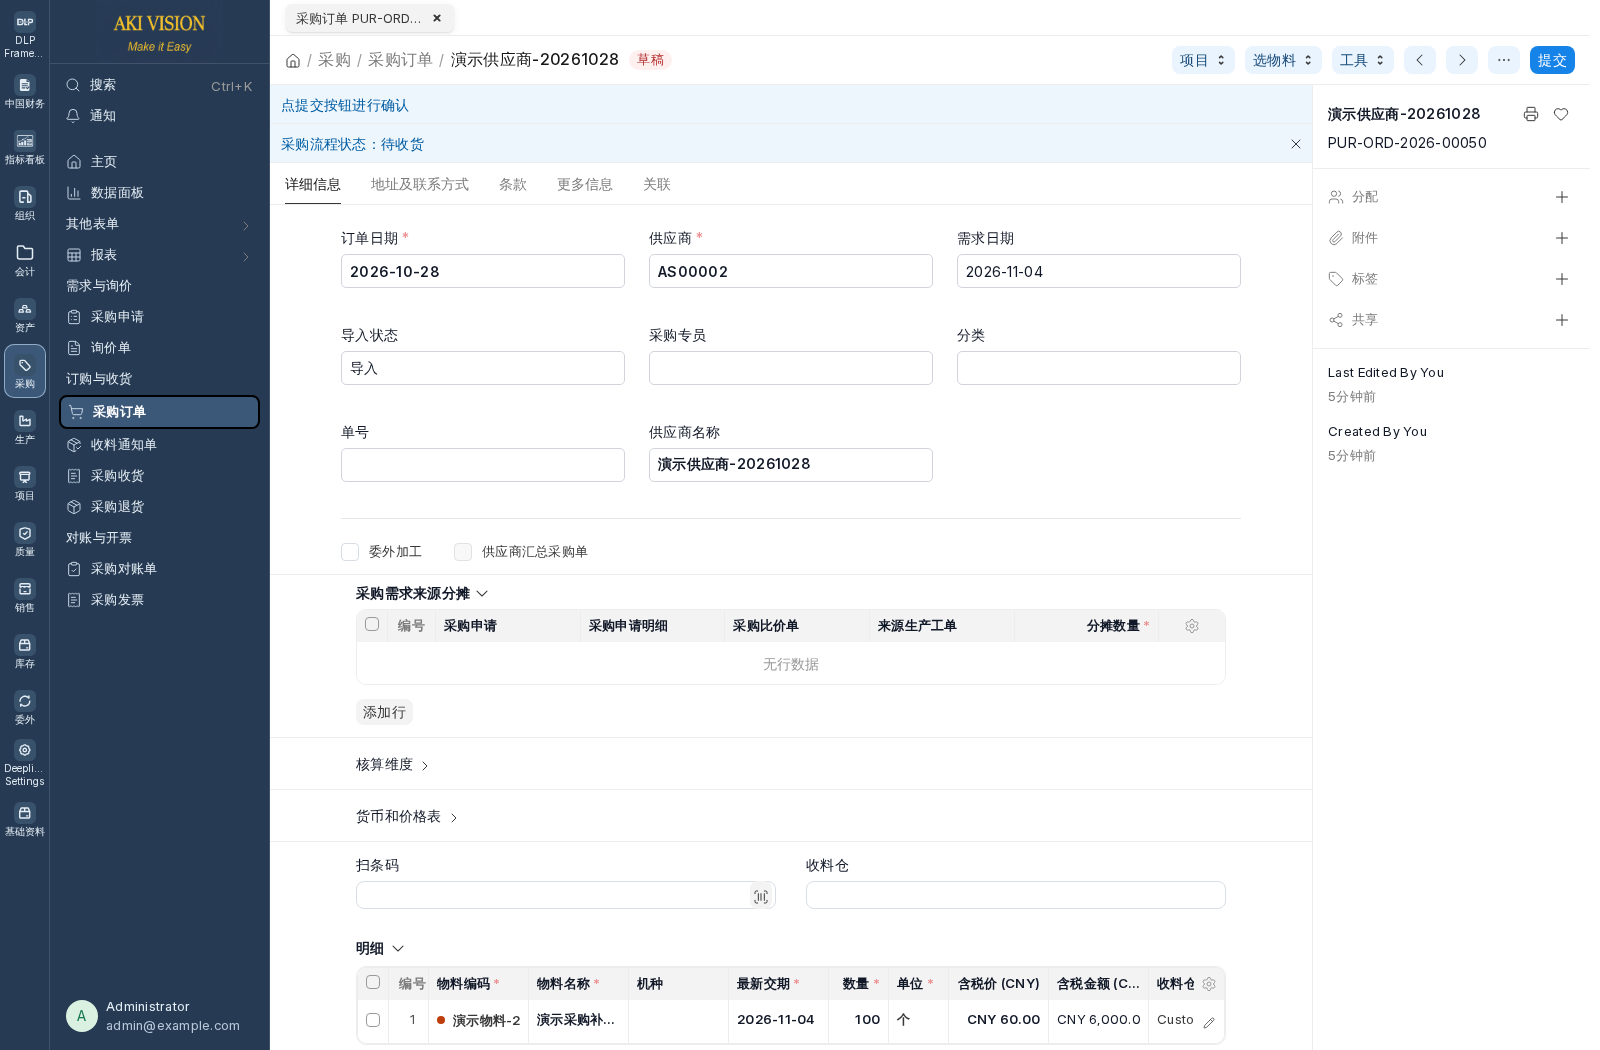 DLP
DLP
Frame...
中国财务
指标看板
组织
会计
资产
采购
生产
项目
质量
销售
库存
委外
Deepli...
Settings
基础资料
AKI VISION
Make it Easy
搜索 Ctrl+K
通知
主页
数据面板
其他表单
报表
需求与询价
采购申请
询价单
订购与收货
采购订单
收料通知单
采购收货
采购退货
对账与开票
采购对账单
采购发票
A
Administrator
admin@example.com
采购订单 PUR-ORD... ×
/ 采购 / 采购订单 / 演示供应商-20261028 草稿
项目 选物料 工具 ... 提交
点提交按钮进行确认
采购流程状态：待收货
详细信息 地址及联系方式 条款 更多信息 关联
订单日期 * 供应商 * 需求日期
2026-10-28 AS00002 2026-11-04
导入状态 采购专员 分类
导入
单号 供应商名称
演示供应商-20261028
委外加工 供应商汇总采购单
采购需求来源分摊
编号 采购申请 采购申请明细 采购比价单 来源生产工单 分摊数量 *
无行数据
添加行
核算维度
货币和价格表
扫条码 收料仓
明细
编号 物料编码 * 物料名称 * 机种 最新交期 * 数量 * 单位 * 含税价 (CNY) 含税金额 (C... 收料仓
1 演示物料-2 演示采购补... 2026-11-04 100 个 CNY 60.00 CNY 6,000.0 Custo
演示供应商-20261028
PUR-ORD-2026-00050
分配
附件
标签
共享
Last Edited By You
5分钟前
Created By You
5分钟前